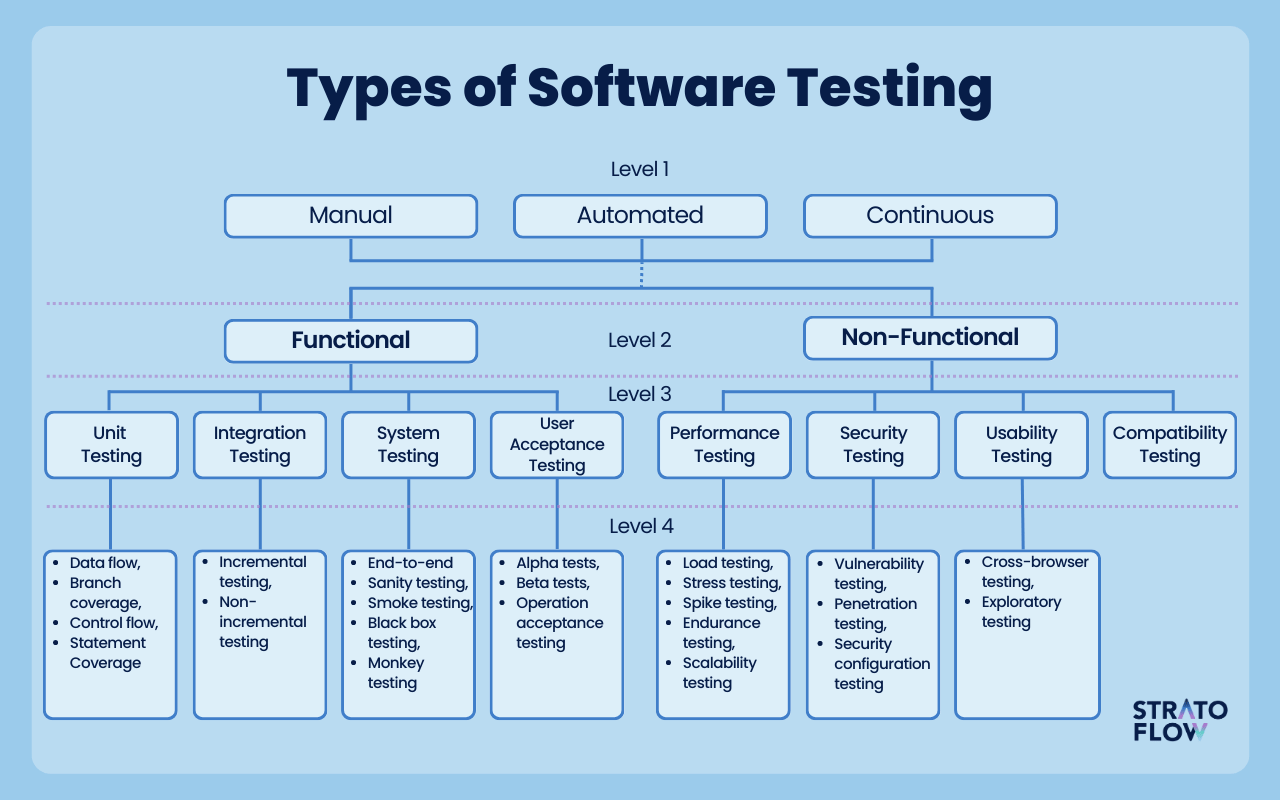 Types of Software Testing
Level 1
Manual
Automated
Continuous
Functional
Level 2
Non-Functional
Level 3
Unit
Testing
Integration
Testing
System
Testing
User
Acceptance
Testing
Performance
Testing
Security
Testing
Usability
Testing
Compatibility
Testing
Level 4
• Data flow,
• Branch
coverage,
• Control flow,
• Statement
Coverage
• Incremental
testing,
• Non-
incremental
testing
• End-to-end
• Sanity testing,
• Smoke testing,
• Black box
testing,
• Monkey
testing
• Alpha tests,
• Beta tests,
• Operation
acceptance
testing
• Load testing,
• Stress testing,
• Spike testing,
• Endurance
testing,
• Scalability
testing
• Vulnerability
testing,
• Penetration
testing,
• Security
configuration
testing
• Cross-browser
testing,
• Exploratory
testing
STRATO
FLOW